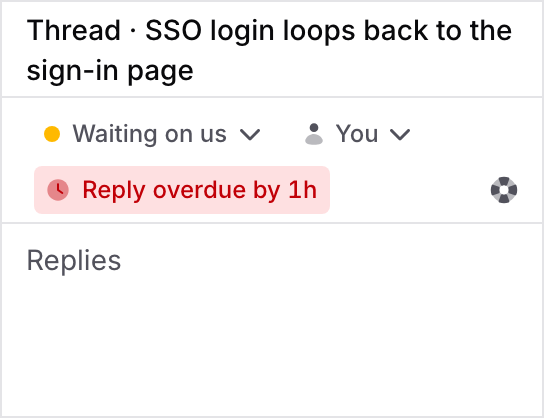 Thread · SSO login loops back to the
sign-in page
Waiting on us
You
Reply overdue by 1h
Replies